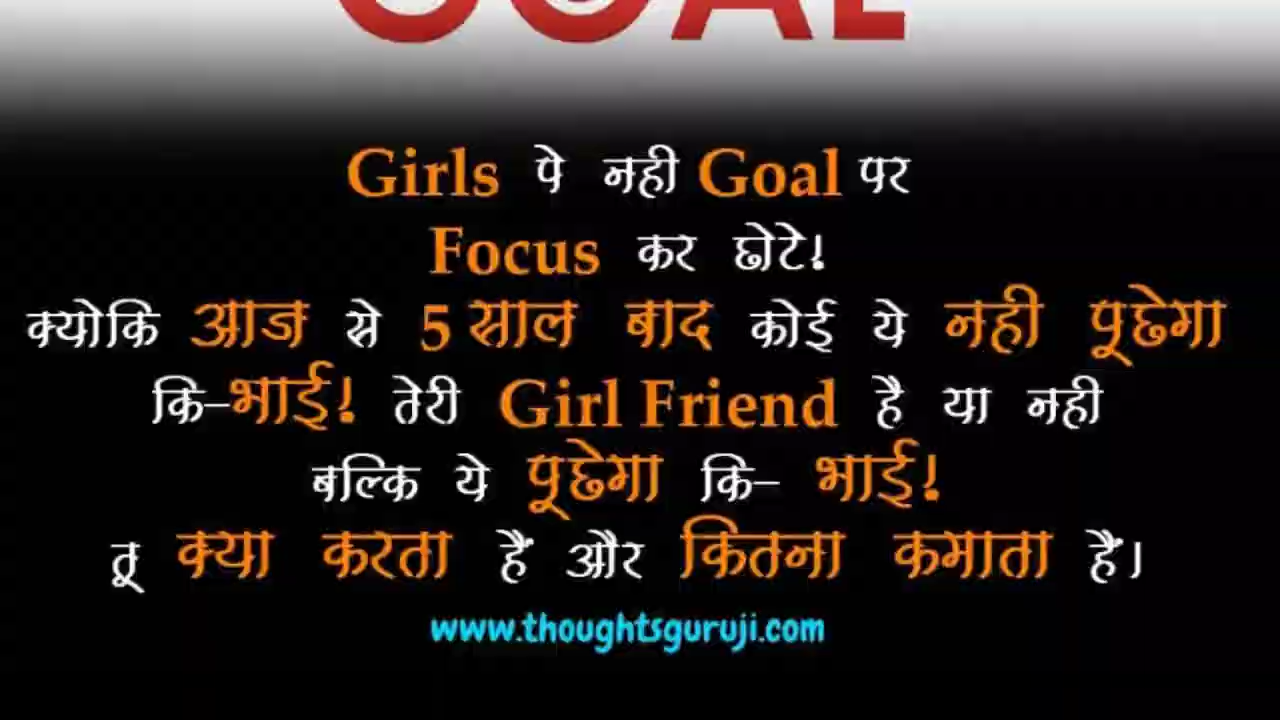 GOAL
Girls पे नही Goal पर
Focus कर छोटे!
क्योकि आज से 5 साल बाद कोई ये नही पूछेगा
कि-भाई! तेरी Girl Friend है या नही
बल्कि ये पूछेगा कि- भाई!
तू क्या करता हैं और कितना कमाता हैं।
www.thoughtsguruji.com